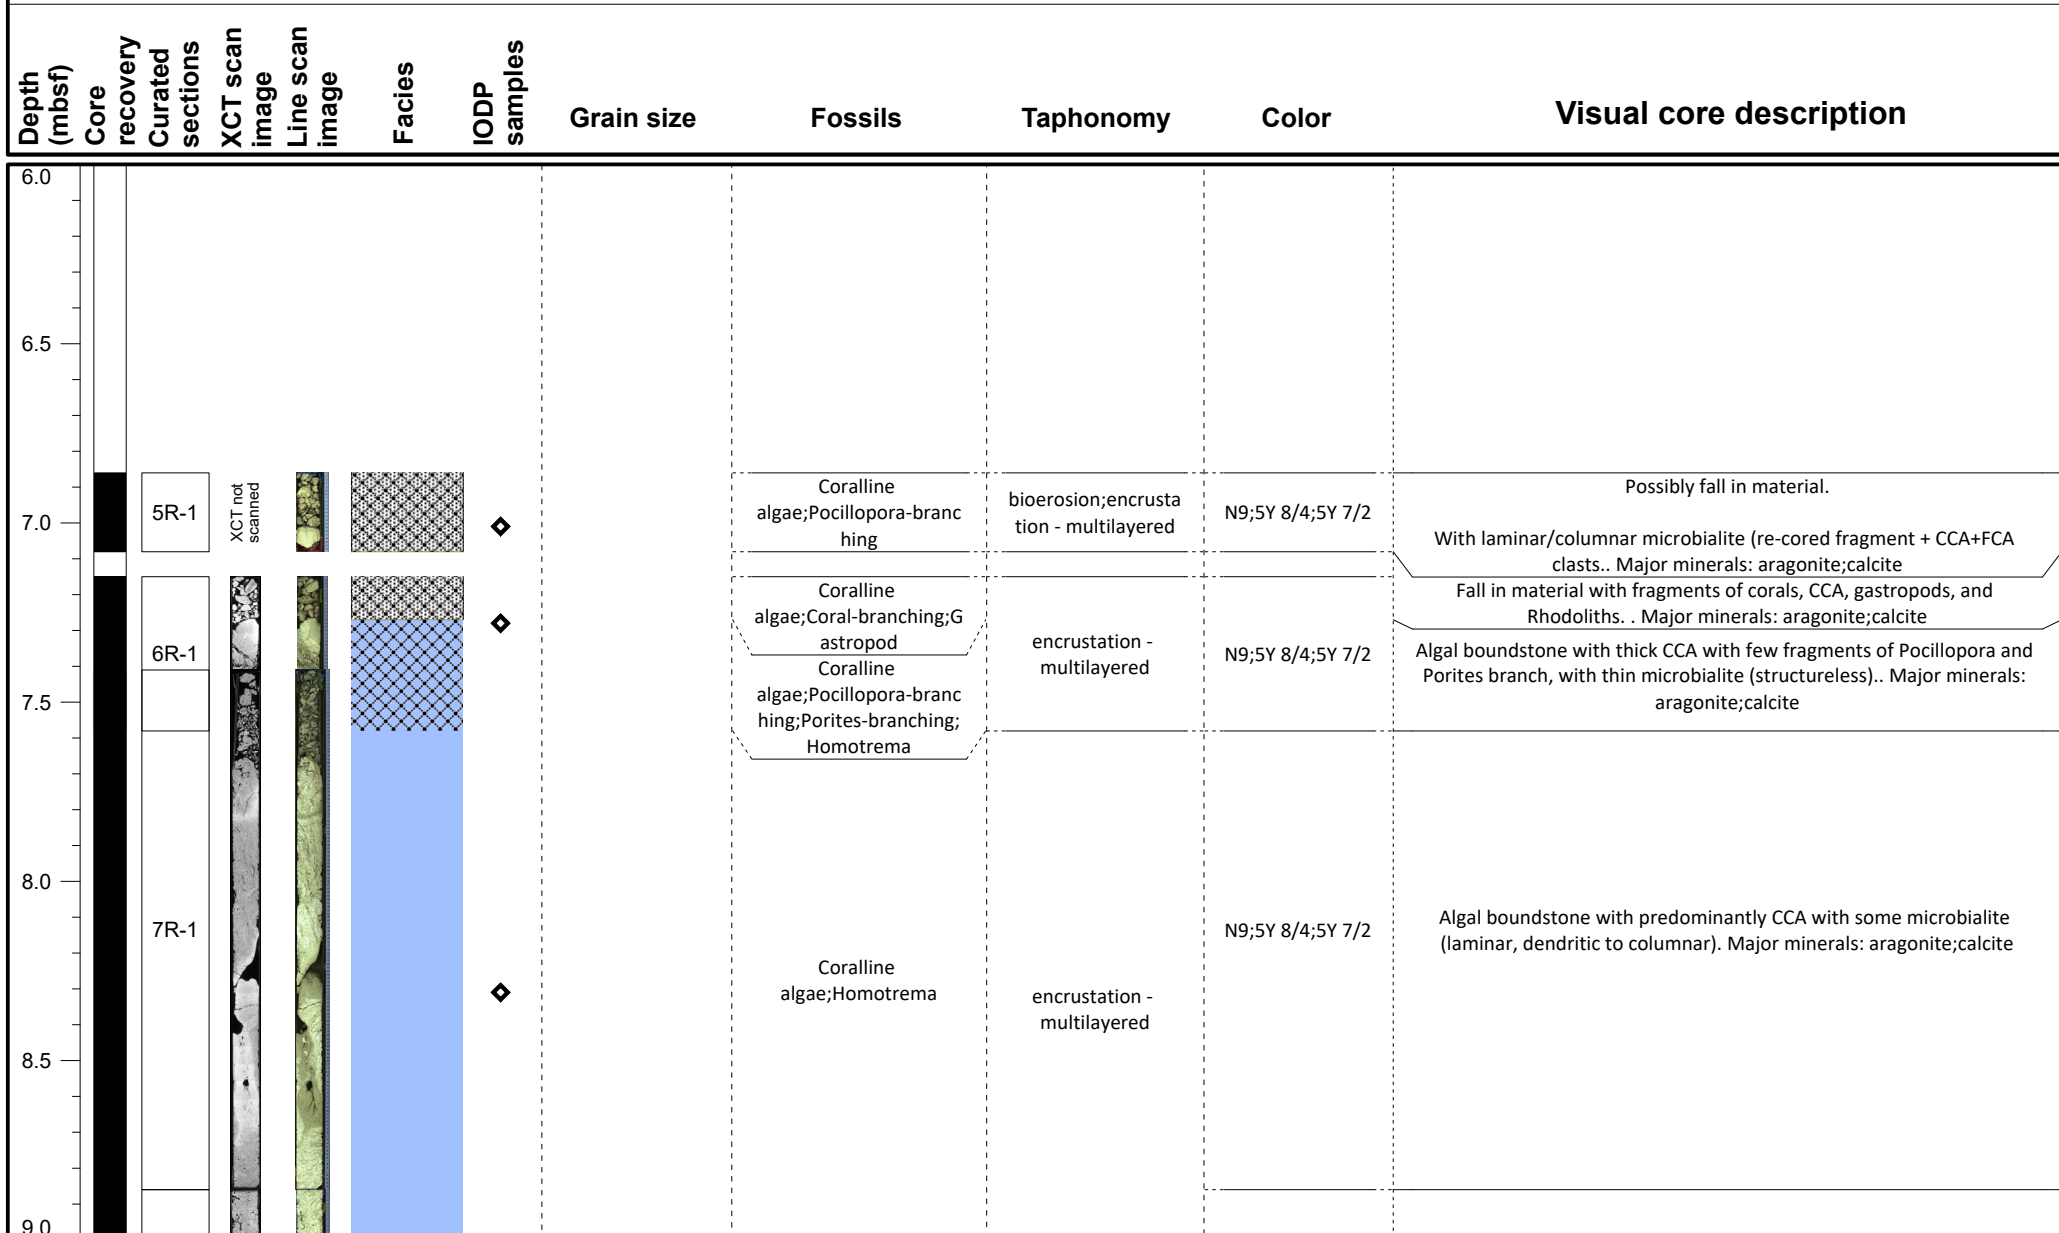 Depth
(mbsf)
Core
recovery
Curated
sections
XCT scan
image
Line scan
image
Facies
IODP
samples
Grain size
Fossils
Taphonomy
Color
Visual core description
6.0
6.5
7.0
7.5
8.0
8.5
9.0
5R-1
XCT not
scanned
Coralline
algae;Pocillopora-branc
hing
bioerosion;encrusta
tion - multilayered
N9;5Y 8/4;5Y 7/2
Possibly fall in material.
With laminar/columnar microbialite (re-cored fragment + CCA+FCA
clasts.. Major minerals: aragonite;calcite
6R-1
Coralline
algae;Coral-branching;G
astropod
Coralline
algae;Pocillopora-branc
hing;Porites-branching;
Homotrema
encrustation -
multilayered
N9;5Y 8/4;5Y 7/2
Fall in material with fragments of corals, CCA, gastropods, and
Rhodoliths. . Major minerals: aragonite;calcite
Algal boundstone with thick CCA with few fragments of Pocillopora and
Porites branch, with thin microbialite (structureless).. Major minerals:
aragonite;calcite
7R-1
Coralline
algae;Homotrema
encrustation -
multilayered
N9;5Y 8/4;5Y 7/2
Algal boundstone with predominantly CCA with some microbialite
(laminar, dendritic to columnar). Major minerals: aragonite;calcite